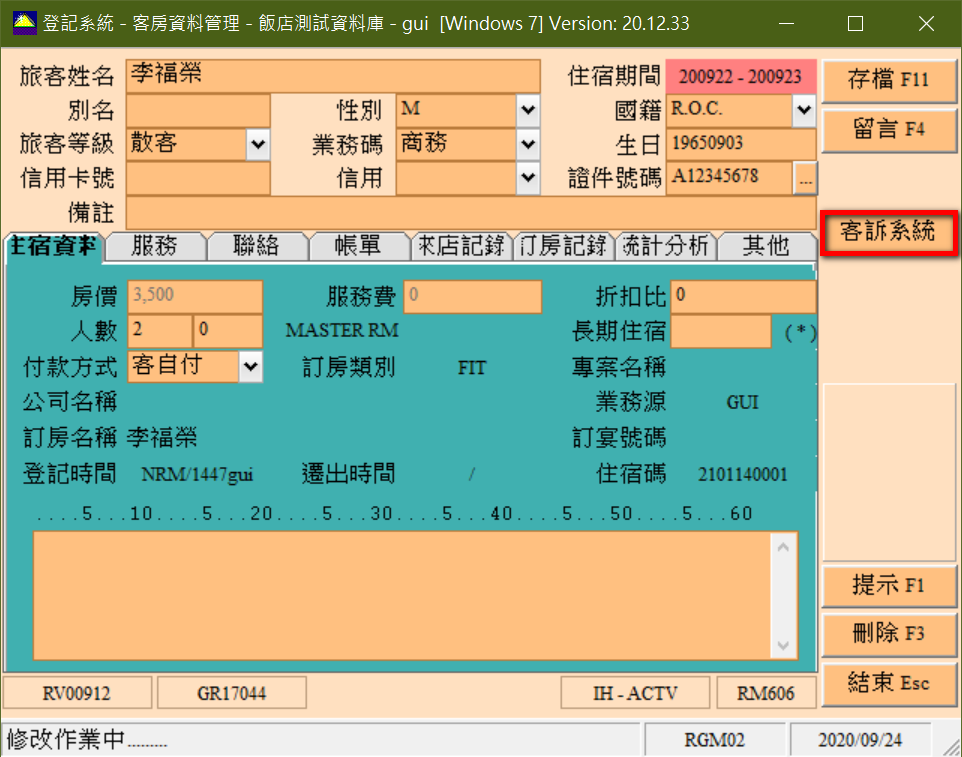 登記系統 - 客房資料管理 - 飯店測試資料庫 - gui [Windows 7] Version: 20.12.33
旅客姓名 李福榮 住宿期間 200922 - 200923 存檔 F11
別名 性別 M 國籍 R.O.C.
留言 F4
旅客等級 散客 業務碼 商務 生日 19650903
信用卡號 信用 證件號碼 A12345678 ...
備註
客訴系統
住宿資料 服務 聯絡 帳單 來店記錄 訂房記錄 統計分析 其他
房價 3,500 服務費 0 折扣比 0
人數 2 0 MASTER RM 長期住宿 (*)
付款方式 客自付 訂房類別 FIT 專案名稱
公司名稱 業務源 GUI
訂房名稱 李福榮 訂宴號碼
登記時間 NRM/1447gui 遷出時間 / 住宿碼 2101140001
....5...10....5...20....5...30....5...40....5...50....5...60
提示 F1
刪除 F3
結束 Esc
RV00912 GR17044 IH - ACTV RM606
修改作業中......... RGM02 2020/09/24